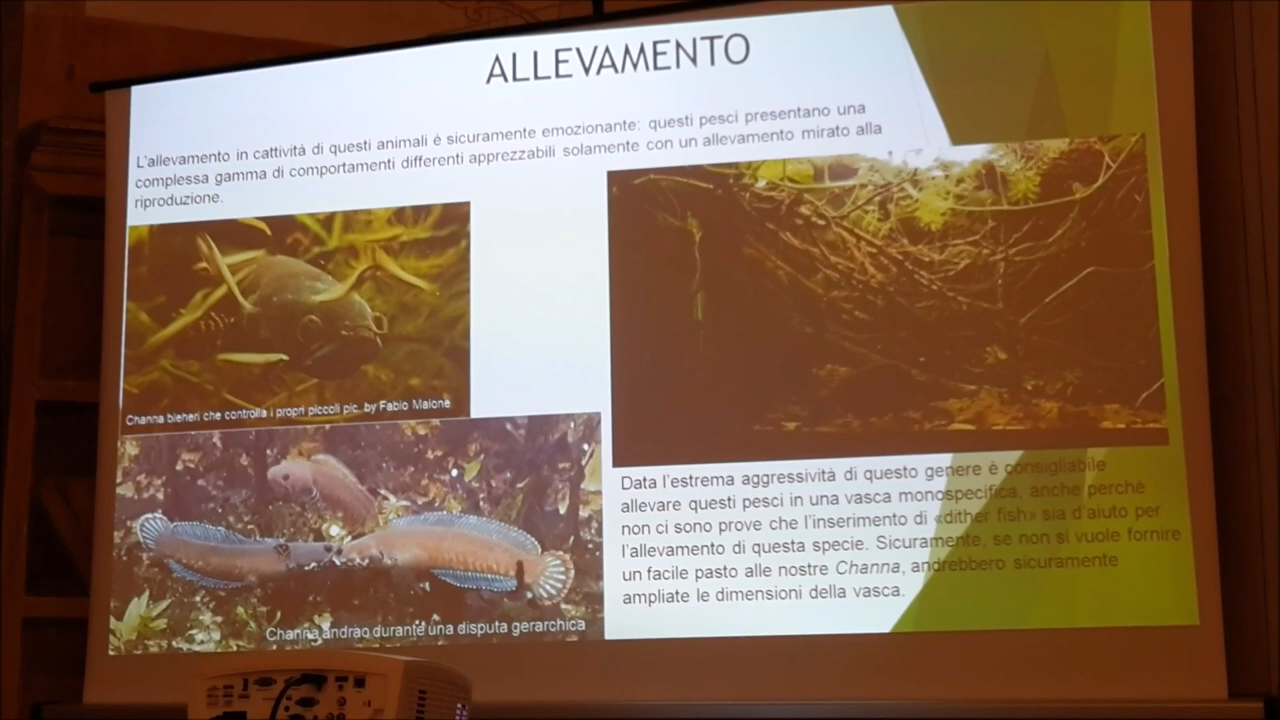 ALLEVAMENTO
L'allevamento in cattività di questi animali è sicuramente emozionante: questi pesci presentano una
complessa gamma di comportamenti differenti apprezzabili solamente con un allevamento mirato alla
riproduzione.
Channa bleheri che controlla i propri piccoli pic. by Fabio Maione
Channa andrao durante una disputa gerarchica
Data l'estrema aggressività di questo genere è consigliabile
allevare questi pesci in una vasca monospecifica, anche perchè
non ci sono prove che l'inserimento di «dither fish» sia d'aiuto per
l'allevamento di questa specie. Sicuramente, se non si vuole fornire
un facile pasto alle nostre Channa, andrebbero sicuramente
ampliate le dimensioni della vasca.